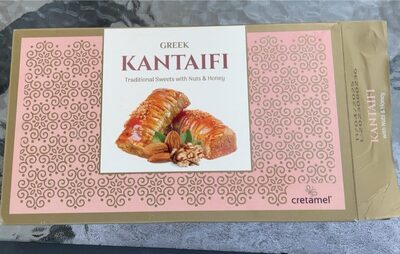 GREEK
KANTAIFI
Traditional Sweets with Nuts & Honey
cretamel
KANTAIFI
with Nuts & Honey